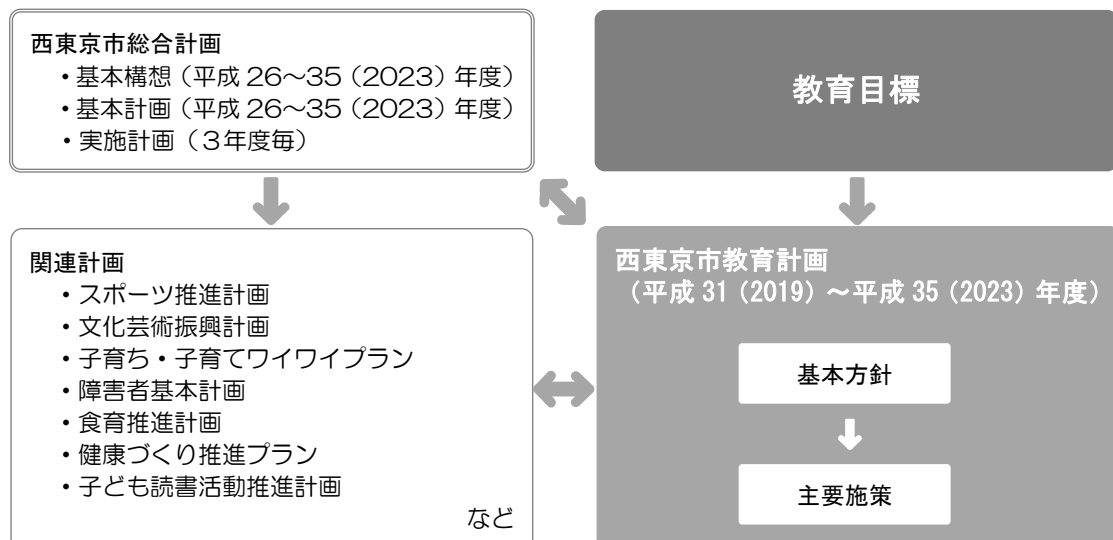 西東京市総合計画
・基本構想（平成 26～35（2023）年度）
・基本計画（平成 26～35（2023）年度）
・実施計画（３年度毎）
教育目標
関連計画
・スポーツ推進計画
・文化芸術振興計画
・子育ち・子育てワイワイプラン
・障害者基本計画
・食育推進計画
・健康づくり推進プラン
・子ども読書活動推進計画
など
西東京市教育計画
（平成 31（2019）～平成 35（2023）年度）
基本方針
主要施策